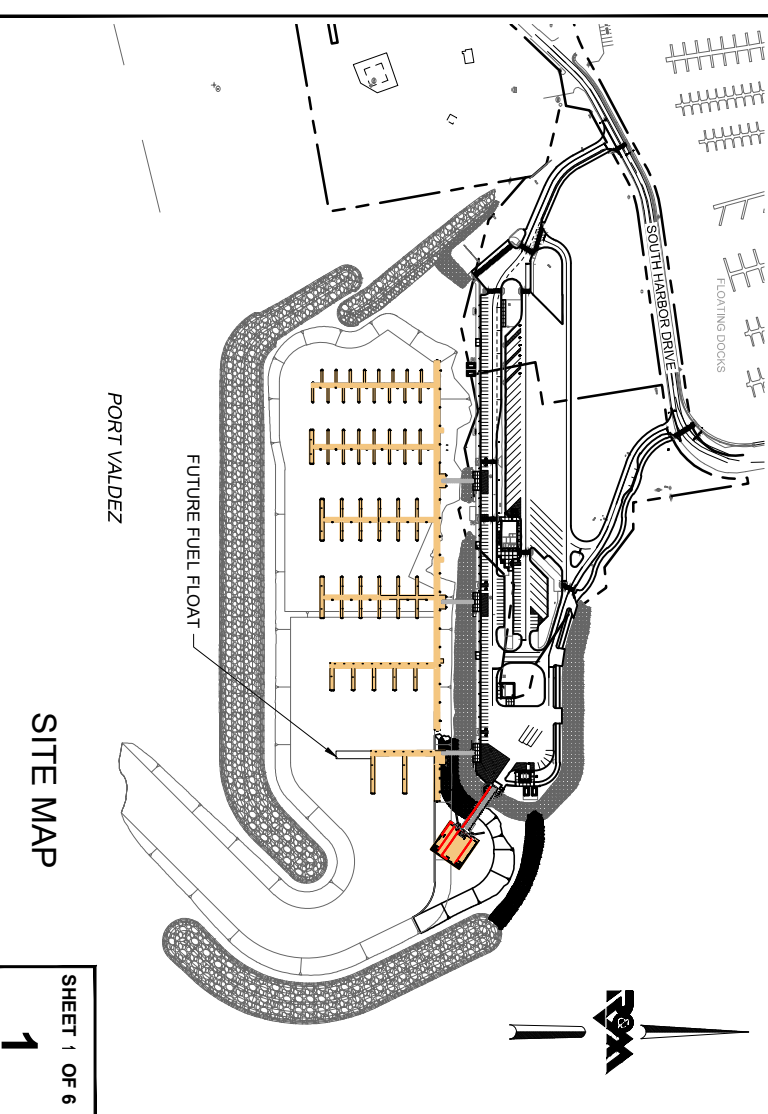 SOUTH HARBOR DRIVE
FLOATING DOCKS
PORT VALDEZ
FUTURE FUEL FLOAT
SITE MAP
R&M
SHEET 1 OF 6
1